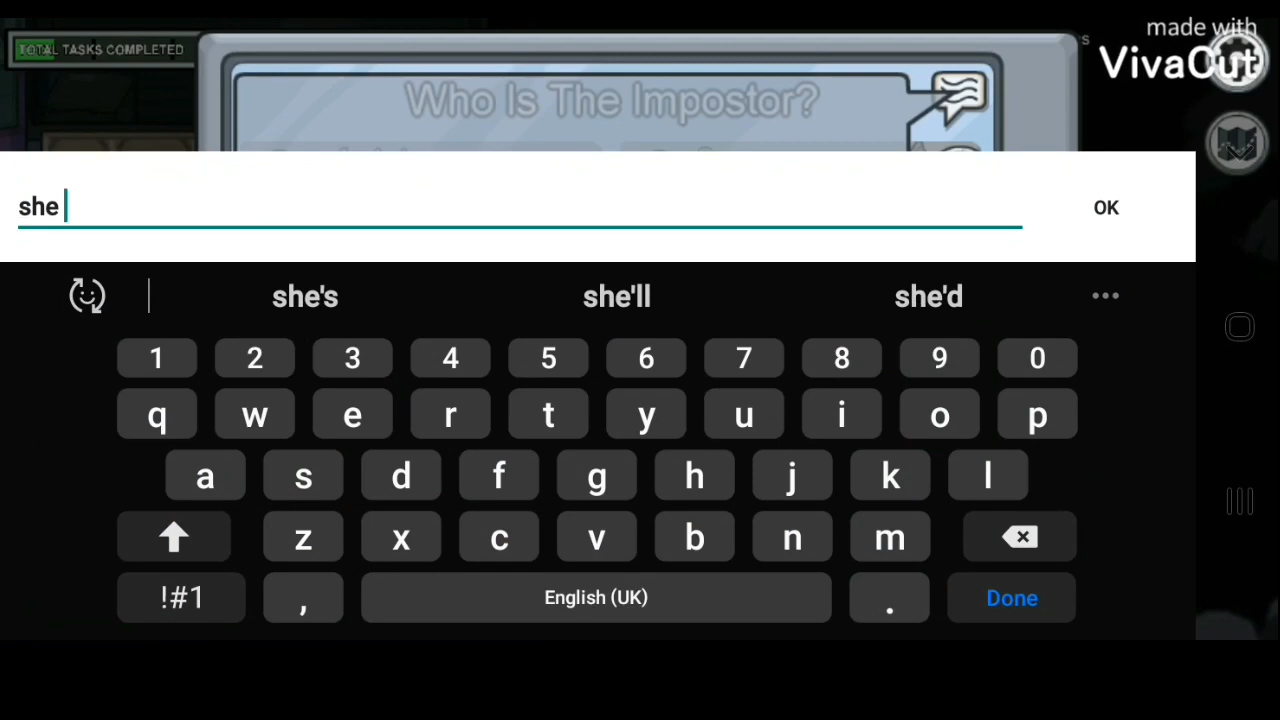 made with
VivaCut
TOTAL TASKS COMPLETED
Who Is The Impostor?
she
OK
she's she'll she'd
1 2 3 4 5 6 7 8 9 0
q w e r t y u i o p
a s d f g h j k l
z x c v b n m
!#1 , English (UK) . Done